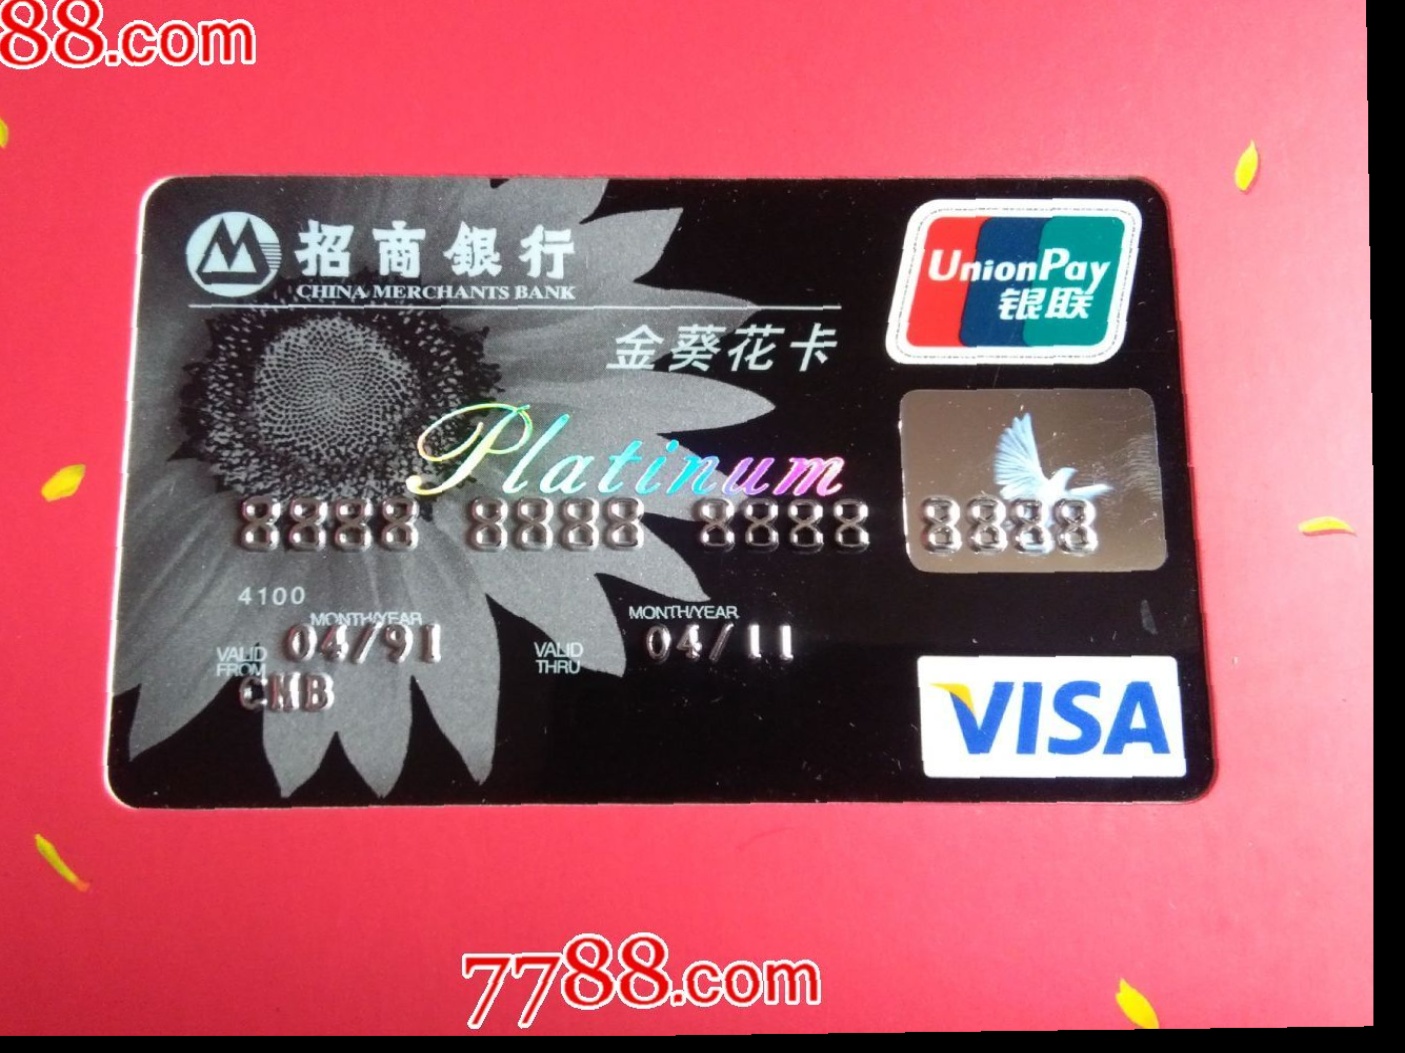 88.com
招商银行
CHINA MERCHANTS BANK
UnionPay
银联
金葵花卡
Platinum
8888 8888 8888 8888
4100
MONTH/YEAR MONTH/YEAR
VALID FROM 04/91 VALID THRU 04/11
CMB
VISA
7788.com